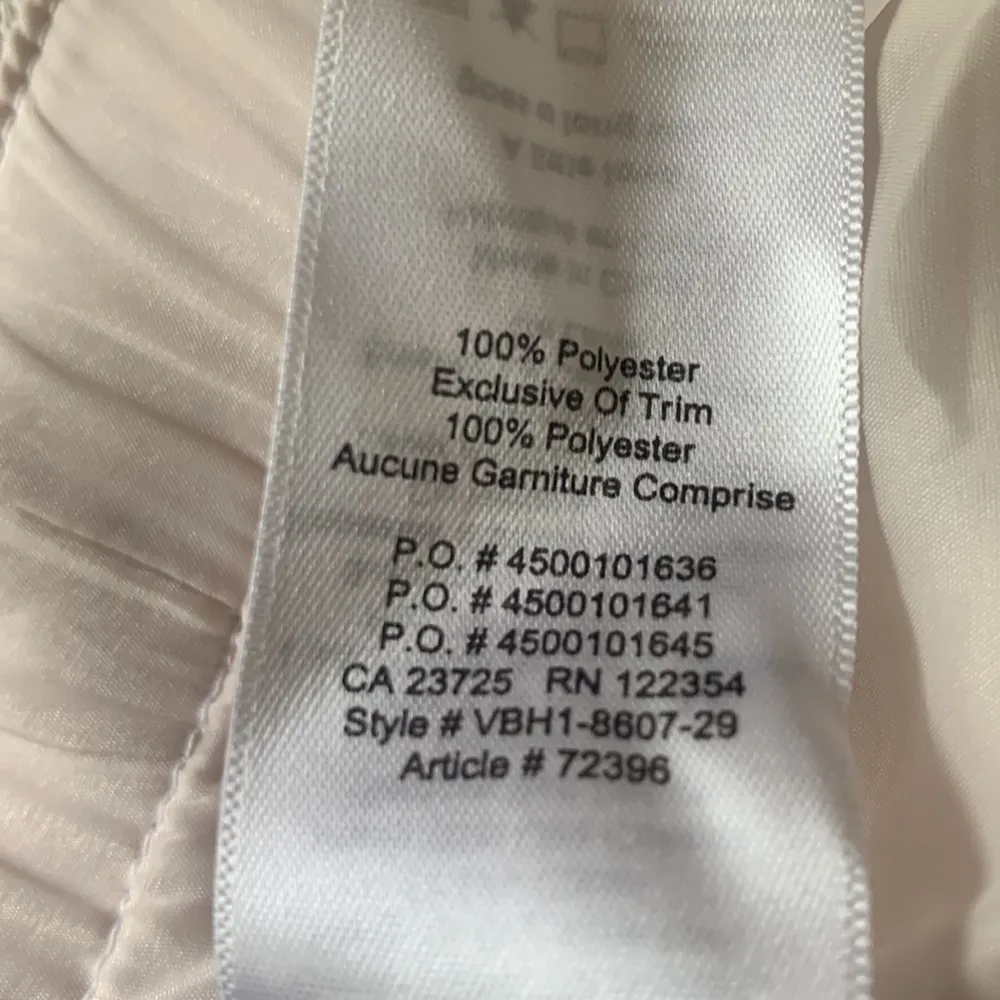 100% Polyester
Exclusive Of Trim
100% Polyester
Aucune Garniture Comprise
P.O. # 4500101636
P.O. # 4500101641
P.O. # 4500101645
CA 23725 RN 122354
Style # VBH1-8607-29
Article # 72396